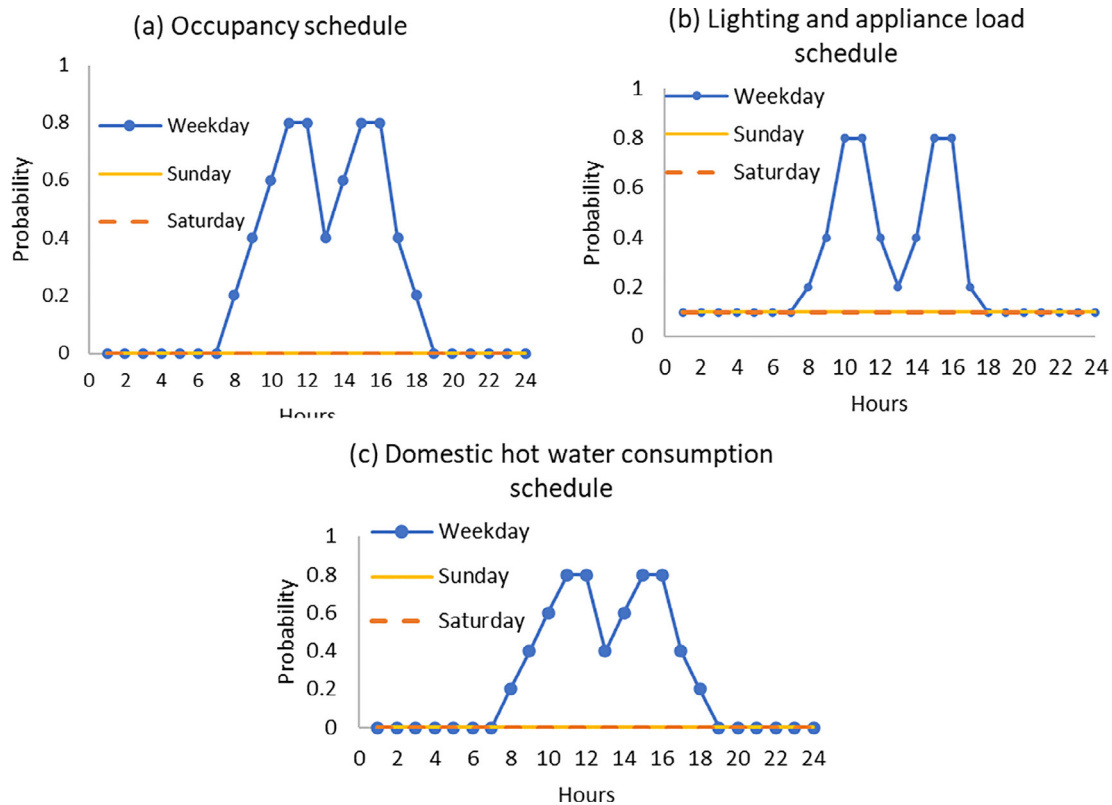 (a) Occupancy schedule
1
0.8
0.6
0.4
0.2
0
Probability
Weekday
Sunday
Saturday
0 2 4 6 8 10 12 14 16 18 20 22 24
Hours
(b) Lighting and appliance load
schedule
1
0.8
0.6
0.4
0.2
0
Probability
Weekday
Sunday
Saturday
0 2 4 6 8 10 12 14 16 18 20 22 24
Hours
(c) Domestic hot water consumption
schedule
1
0.8
0.6
0.4
0.2
0
Probability
Weekday
Sunday
Saturday
0 2 4 6 8 10 12 14 16 18 20 22 24
Hours